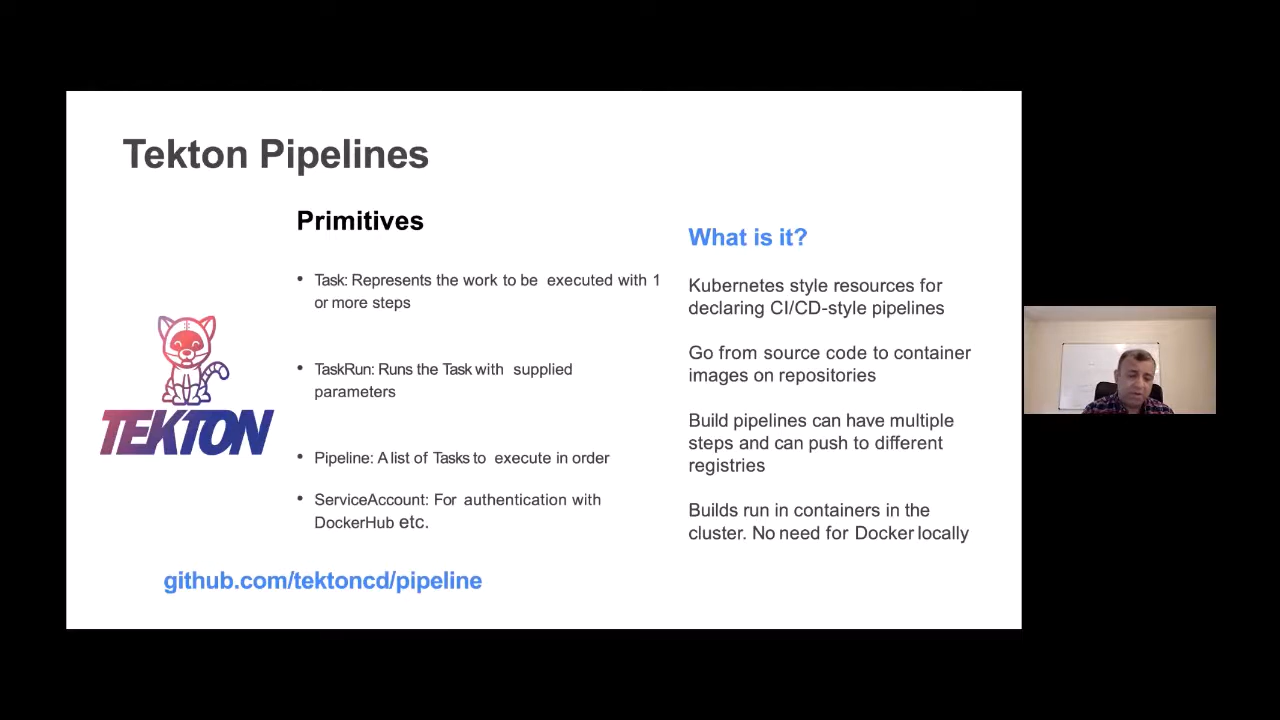 Tekton Pipelines
Primitives
• Task: Represents the work to be executed with 1
or more steps
• TaskRun: Runs the Task with supplied
parameters
• Pipeline: A list of Tasks to execute in order
• ServiceAccount: For authentication with
DockerHub etc.
TEKTON
github.com/tektoncd/pipeline
What is it?
Kubernetes style resources for
declaring CI/CD-style pipelines
Go from source code to container
images on repositories
Build pipelines can have multiple
steps and can push to different
registries
Builds run in containers in the
cluster. No need for Docker locally